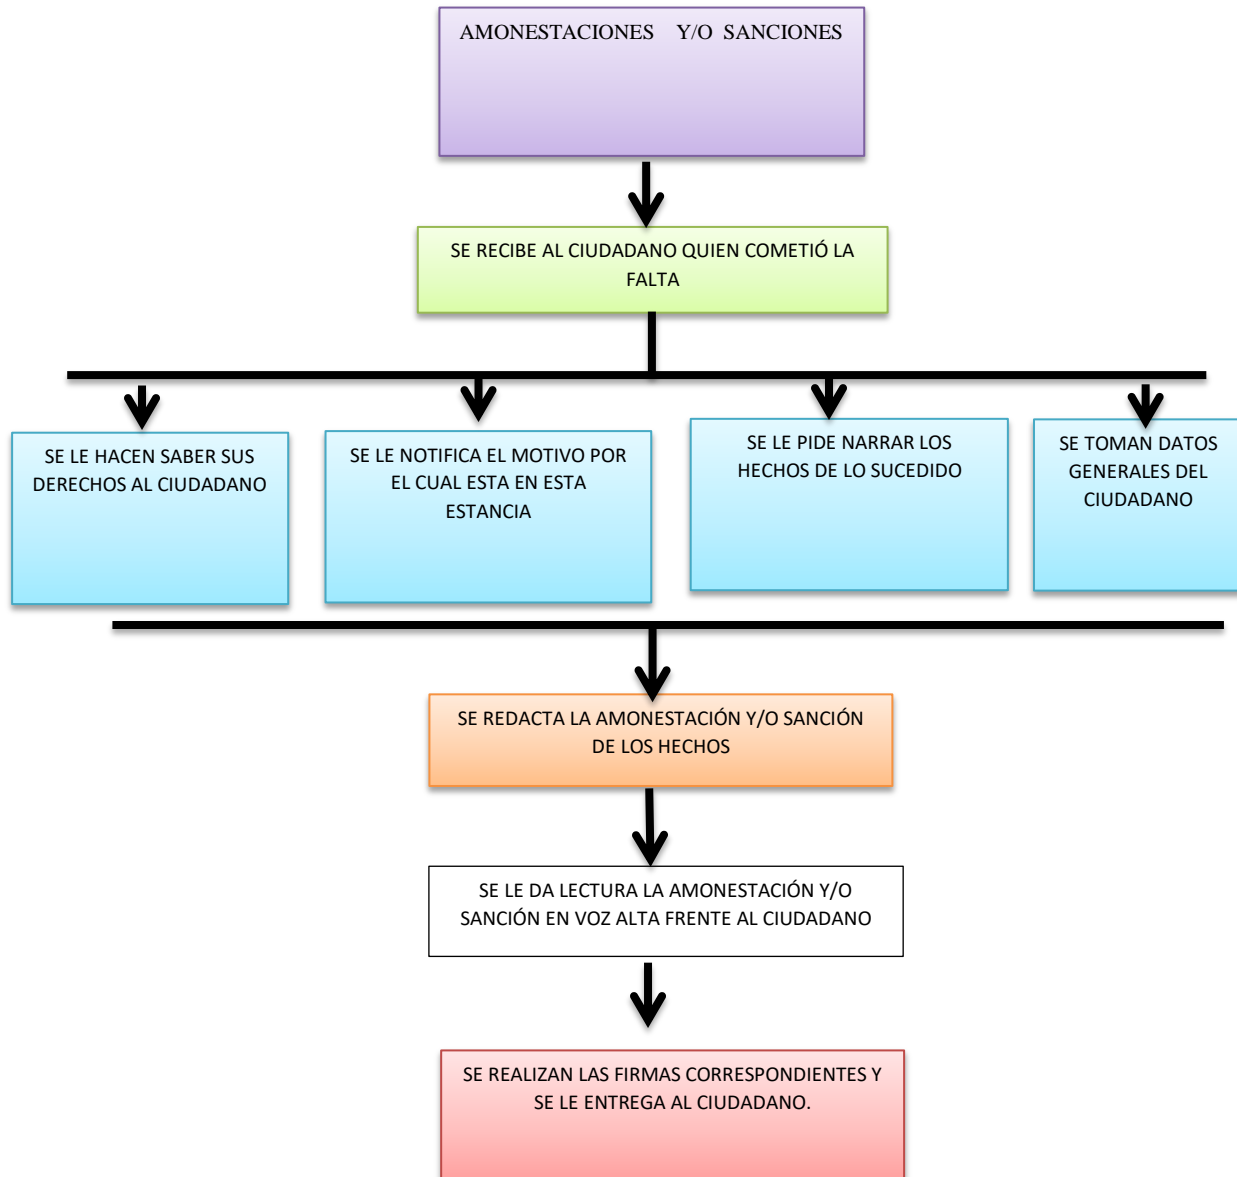 AMONESTACIONES Y/O SANCIONES
SE RECIBE AL CIUDADANO QUIEN COMETIÓ LA
FALTA
SE LE HACEN SABER SUS
DERECHOS AL CIUDADANO
SE LE NOTIFICA EL MOTIVO POR
EL CUAL ESTA EN ESTA
ESTANCIA
SE LE PIDE NARRAR LOS
HECHOS DE LO SUCEDIDO
SE TOMAN DATOS
GENERALES DEL
CIUDADANO
SE REDACTA LA AMONESTACIÓN Y/O SANCIÓN
DE LOS HECHOS
SE LE DA LECTURA LA AMONESTACIÓN Y/O
SANCIÓN EN VOZ ALTA FRENTE AL CIUDADANO
SE REALIZAN LAS FIRMAS CORRESPONDIENTES Y
SE LE ENTREGA AL CIUDADANO.